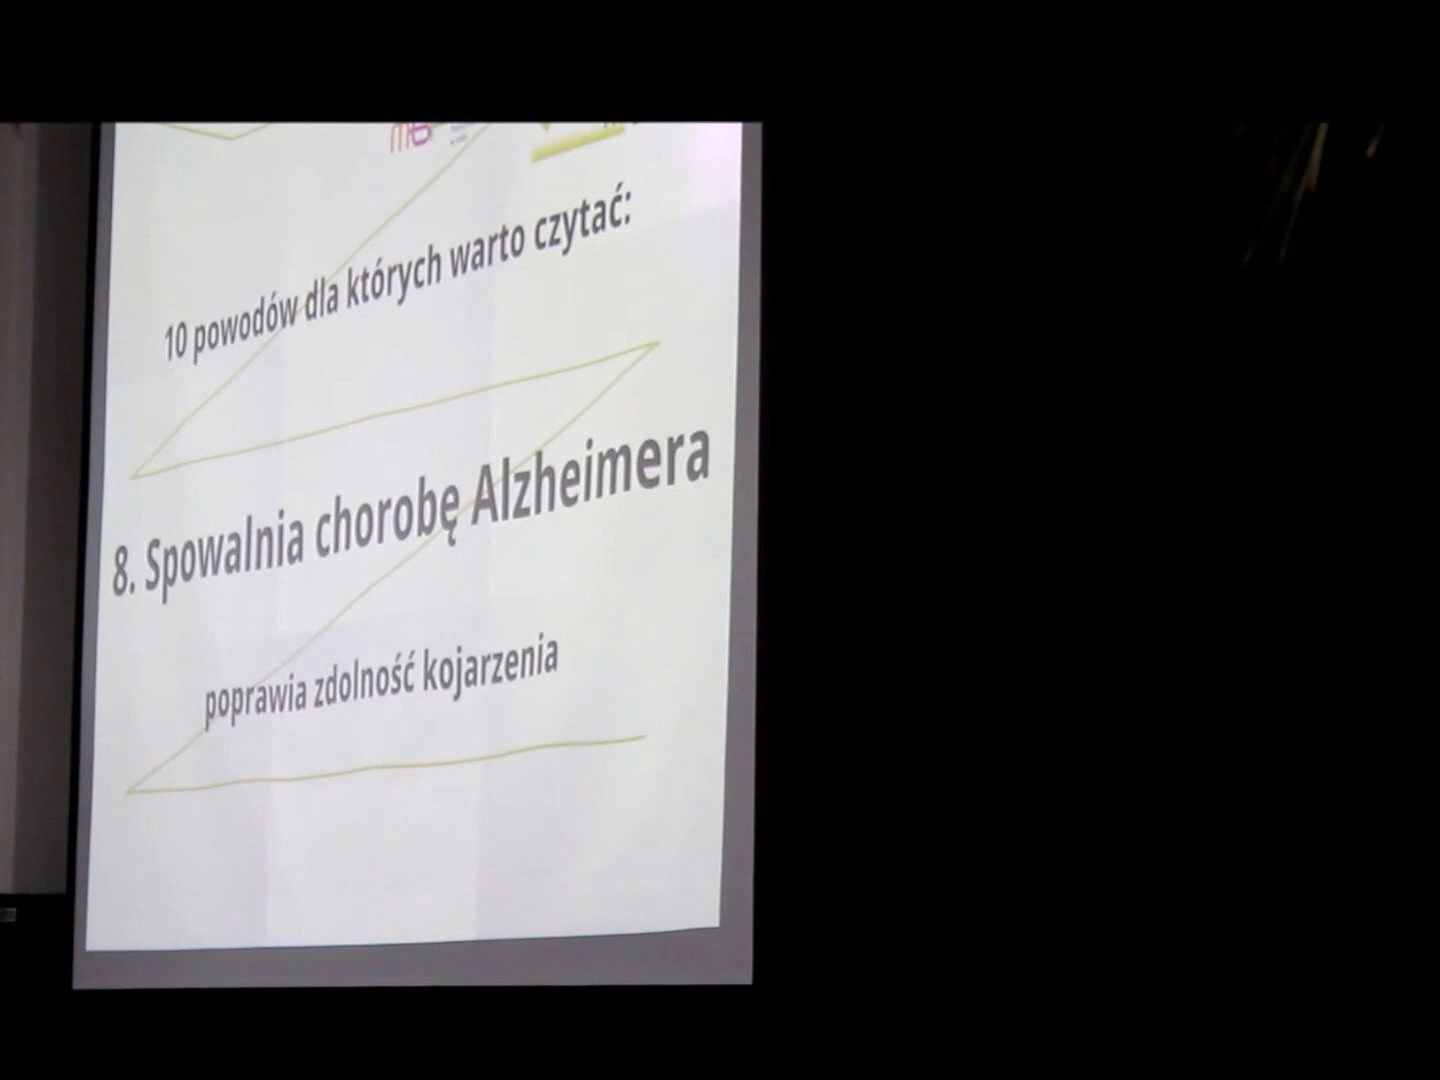 10 powodów dla których warto czytać:
8. Spowalnia chorobę Alzheimera
poprawia zdolność kojarzenia